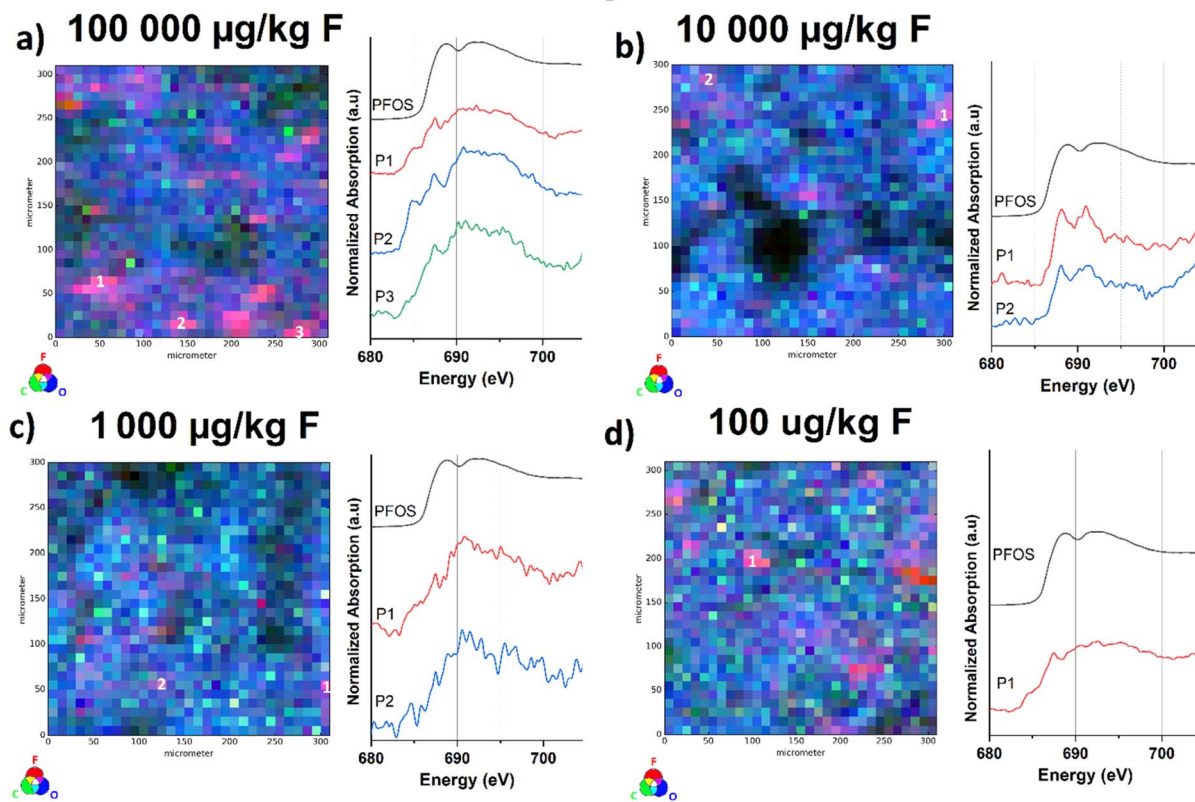 a) 100 000 µg/kg F
300
250
200
150
100
50
0
micrometer
1
2
3
0 50 100 150 200 250 300
micrometer
F
C O
Normalized Absorption (a.u)
PFOS
P1
P2
P3
680 690 700
Energy (eV)
b) 10 000 µg/kg F
300
250
200
150
100
50
0
micrometer
2
1
0 50 100 150 200 250 300
micrometer
F
C O
Normalized Absorption (a.u)
PFOS
P1
P2
680 690 700
Energy (eV)
c) 1 000 µg/kg F
300
250
200
150
100
50
0
micrometer
2
1
0 50 100 150 200 250 300
micrometer
F
C O
Normalized Absorption (a.u)
PFOS
P1
P2
680 690 700
Energy (eV)
d) 100 ug/kg F
300
250
200
150
100
50
0
micrometer
1
0 50 100 150 200 250 300
micrometer
F
C O
Normalized Absorption (a.u)
PFOS
P1
680 690 700
Energy (eV)